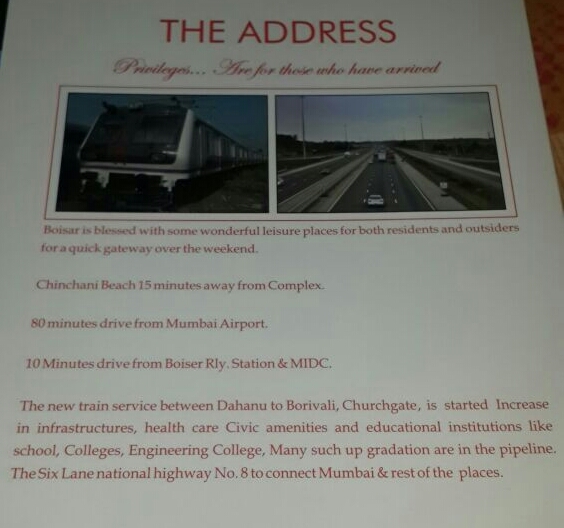 THE ADDRESS
Privileges... Are for those who have arrived
Boisar is blessed with some wonderful leisure places for both residents and outsiders
for a quick gateway over the weekend.
Chinchani Beach 15 minutes away from Complex.
80 minutes drive from Mumbai Airport.
10 Minutes drive from Boiser Rly. Station & MIDC.
The new train service between Dahanu to Borivali, Churchgate, is started Increase
in infrastructures, health care Civic amenities and educational institutions like
school, Colleges, Engineering College, Many such up gradation are in the pipeline.
The Six Lane national highway No. 8 to connect Mumbai & rest of the places.